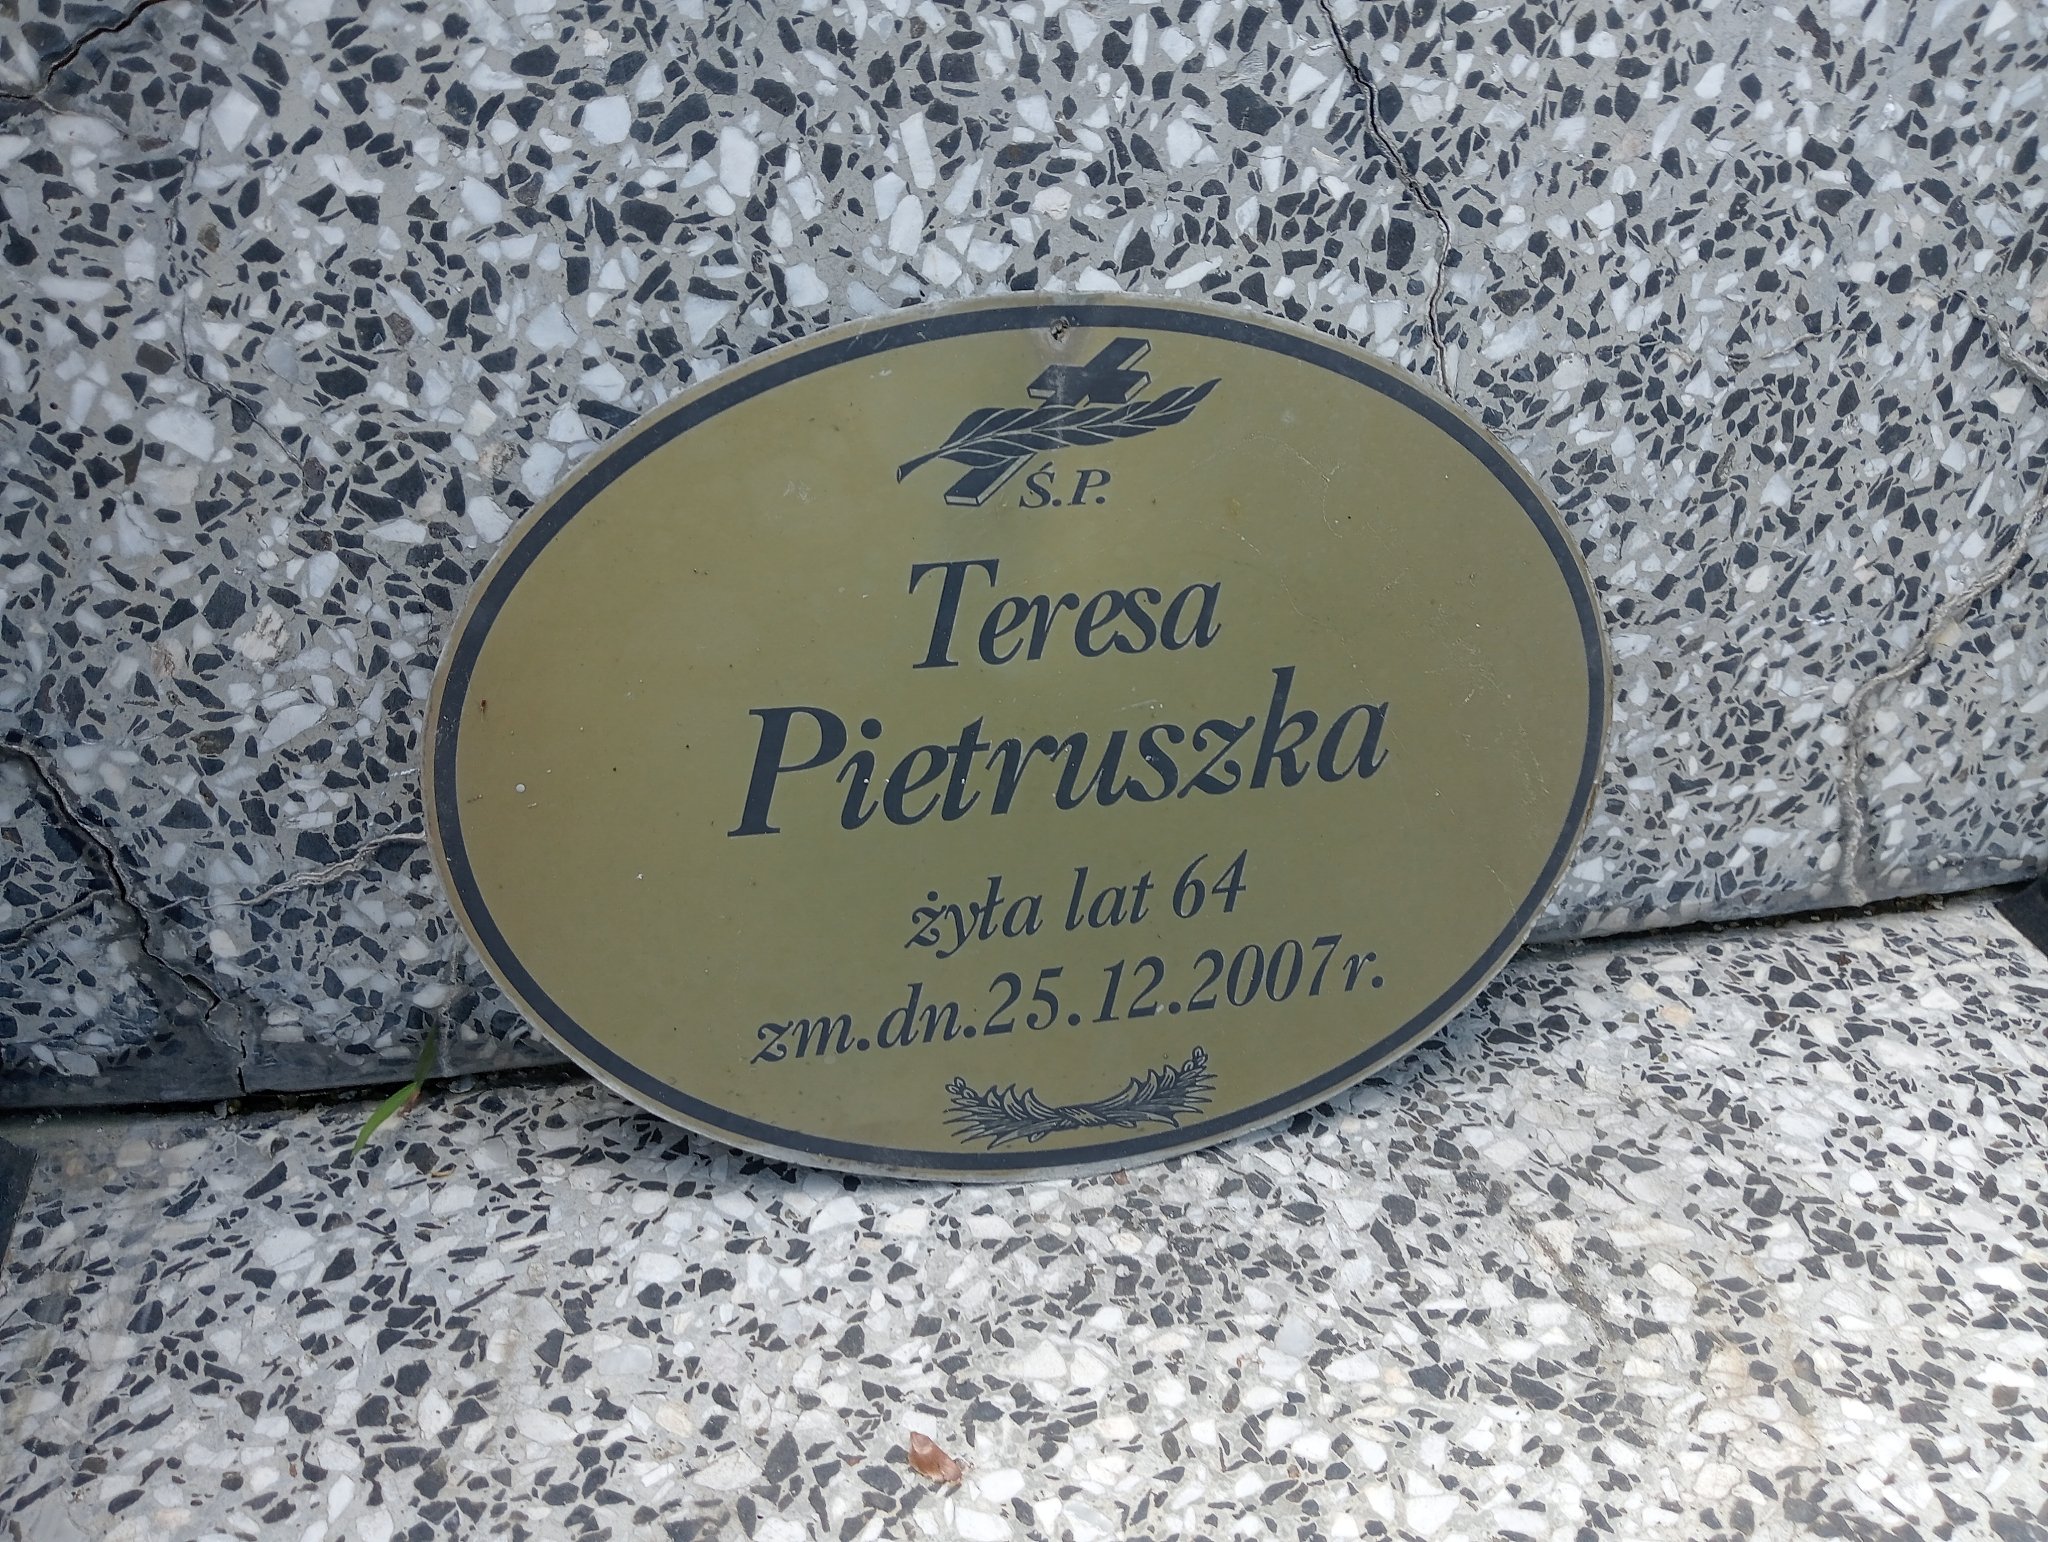 Ś.P.
Teresa
Pietruszka
żyła lat 64
zm.dn.25.12.2007r.